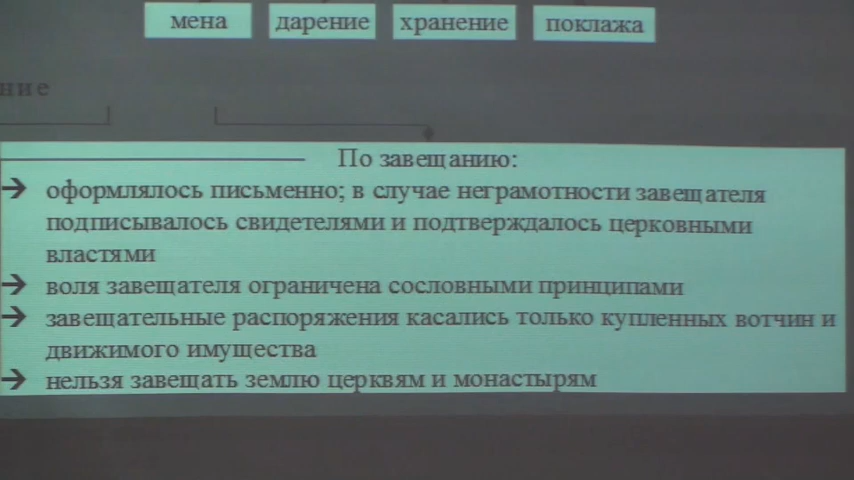 мена дарение хранение поклажа
ние
По завещанию:
→ оформлялось письменно; в случае неграмотности завещателя
подписывалось свидетелями и подтверждалось церковными
властями
→ воля завещателя ограничена сословными принципами
→ завещательные распоряжения касались только купленных вотчин и
движимого имущества
→ нельзя завещать землю церквям и монастырям